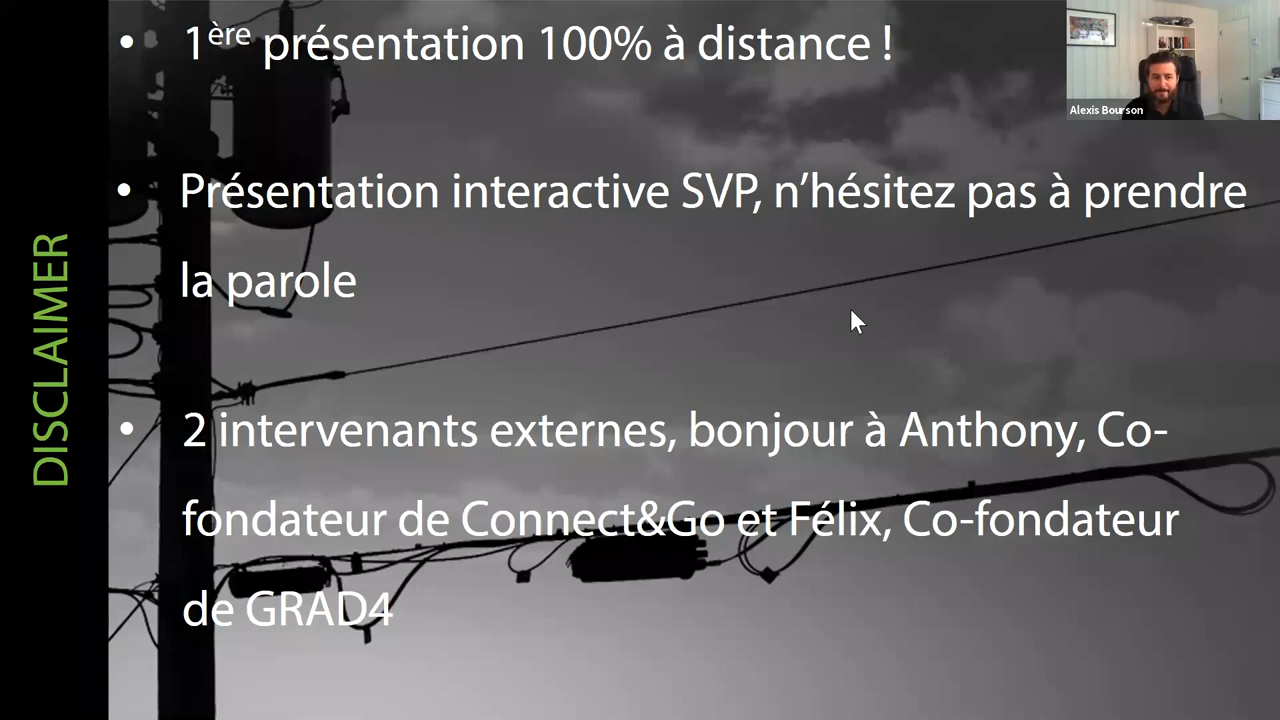 • 1ère présentation 100% à distance !
Alexis Bourson
• Présentation interactive SVP, n’hésitez pas à prendre
la parole
DISCLAIMER
• 2 intervenants externes, bonjour à Anthony, Co-
fondateur de Connect&Go et Félix, Co-fondateur
de GRAD4